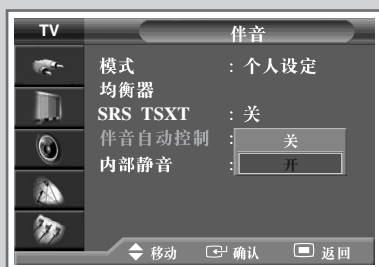 TV
伴音
模式 : 个人设定
均衡器
SRS TSXT : 关
伴音自动控制 : 关
内部静音 : 开
移动 确认 返回